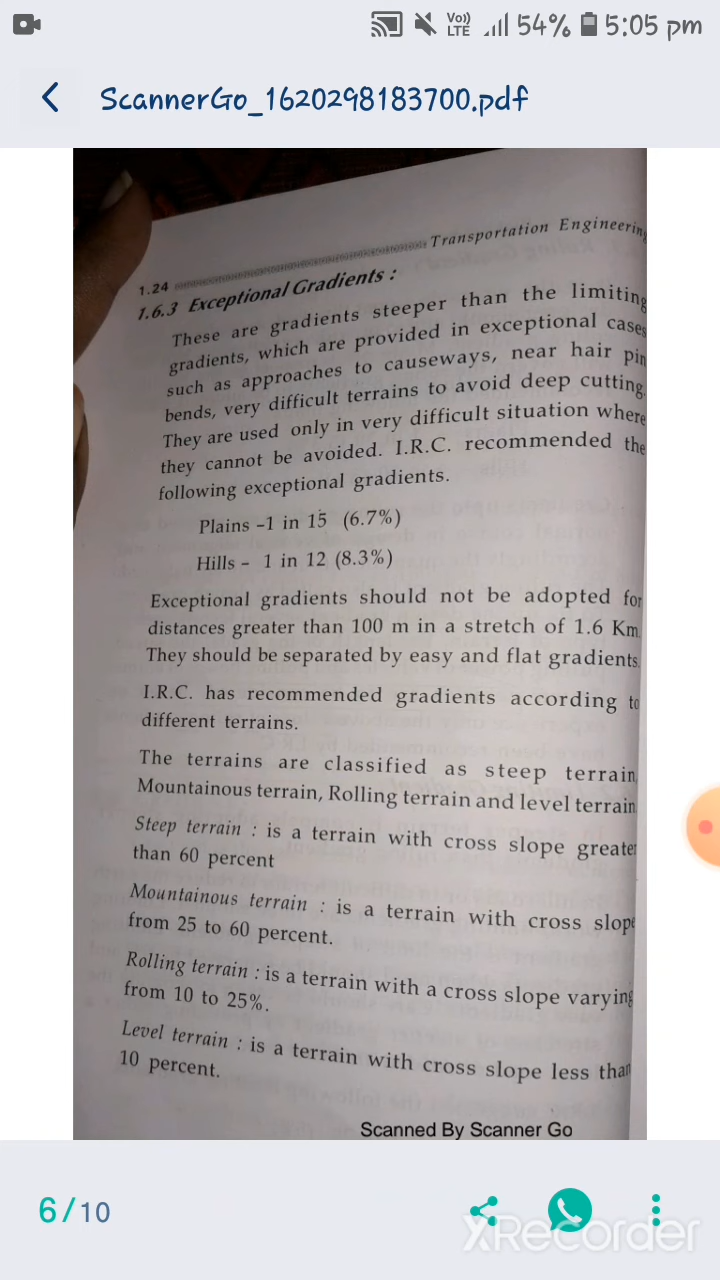 Vo))
LTE
54%
5:05 pm
ScannerGo_1620298183700.pdf
1.24
Transportation Engineering
1.6.3 Exceptional Gradients :
These are gradients steeper than the limiting
gradients, which are provided in exceptional cases
such as approaches to causeways, near hair pin
bends, very difficult terrains to avoid deep cutting.
They are used only in very difficult situation where
they cannot be avoided. I.R.C. recommended the
following exceptional gradients.
Plains -1 in 15 (6.7%)
Hills - 1 in 12 (8.3%)
Exceptional gradients should not be adopted for
distances greater than 100 m in a stretch of 1.6 Km.
They should be separated by easy and flat gradients.
I.R.C. has recommended gradients according to
different terrains.
The terrains are classified as steep terrain,
Mountainous terrain, Rolling terrain and level terrain
Steep terrain : is a terrain with cross slope greater
than 60 percent
Mountainous terrain : is a terrain with cross slope
from 25 to 60 percent.
Rolling terrain : is a terrain with a cross slope varying
from 10 to 25%.
Level terrain : is a terrain with cross slope less than
10 percent.
Scanned By Scanner Go
6/10
XRecorder